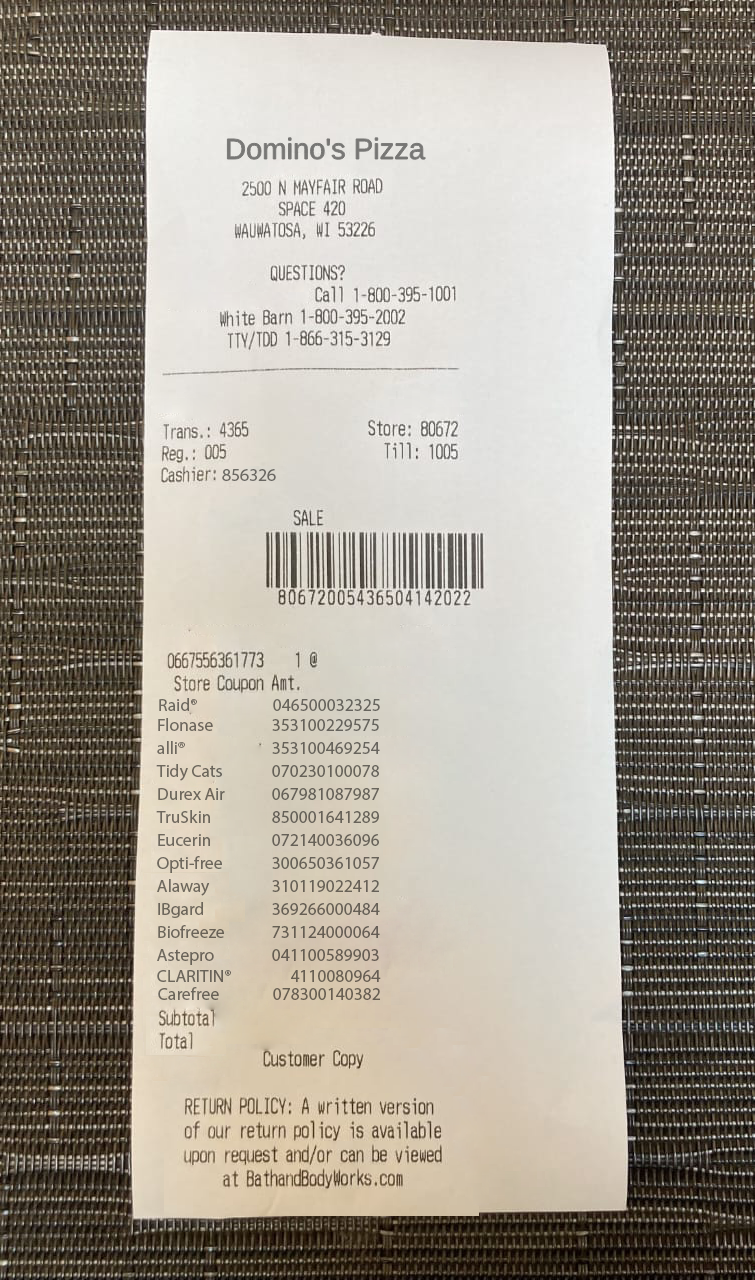 Domino's Pizza
2500 N MAYFAIR ROAD
SPACE 420
WAUWATOSA, WI 53226
QUESTIONS?
Call 1-800-395-1001
White Barn 1-800-395-2002
TTY/TDD 1-866-315-3129
Trans.: 4365 Store: 80672
Reg.: 005 Till: 1005
Cashier: 856326
SALE
80672005436504142022
0667556361773 1 @
Store Coupon Amt.
Raid® 046500032325
Flonase 353100229575
alli® 353100469254
Tidy Cats 070230100078
Durex Air 067981087987
TruSkin 850001641289
Eucerin 072140036096
Opti-free 300650361057
Alaway 310119022412
IBgard 369266000484
Biofreeze 731124000064
Astepro 041100589903
CLARITIN® 4110080964
Carefree 078300140382
Subtotal
Total
Customer Copy
RETURN POLICY: A written version
of our return policy is available
upon request and/or can be viewed
at BathandBodyWorks.com